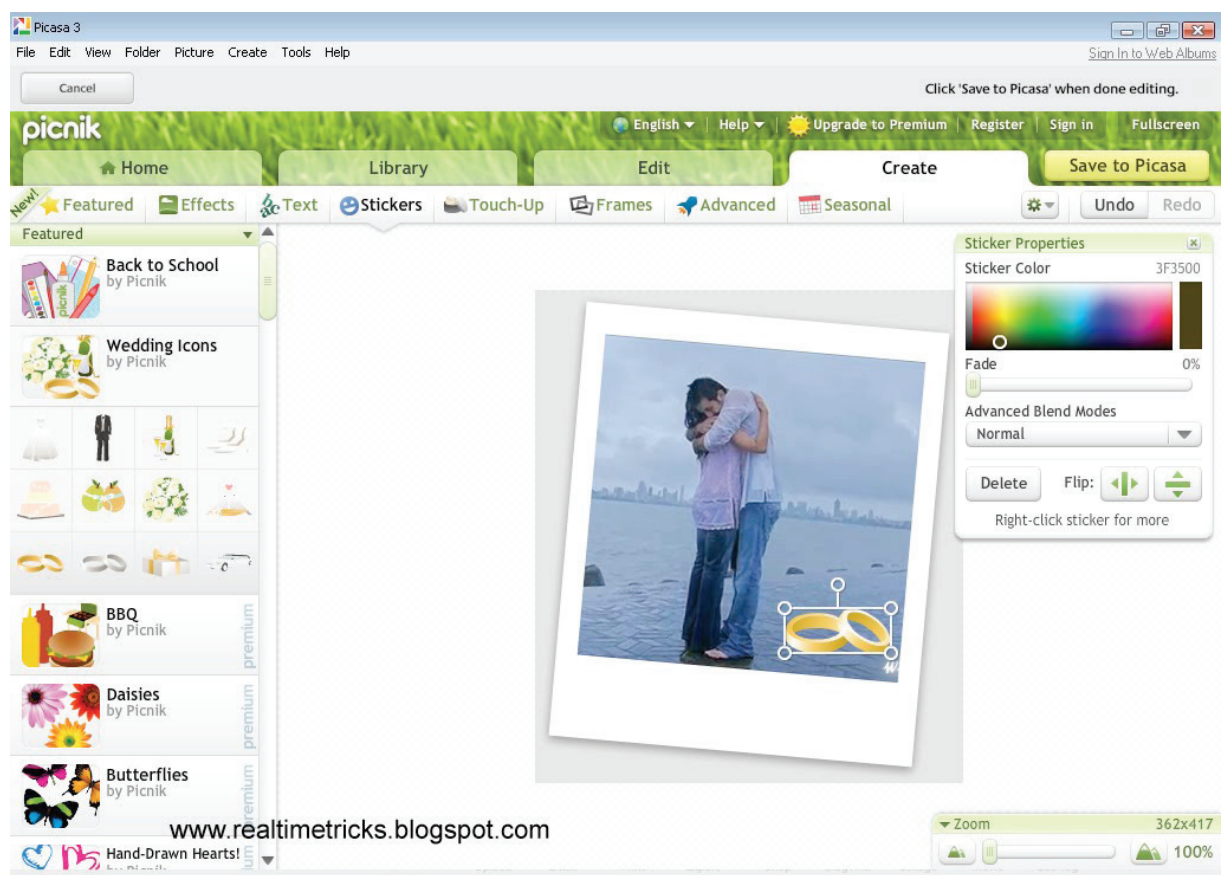 Picasa 3
File Edit View Folder Picture Create Tools Help
Sign In to Web Albums
Cancel
Click 'Save to Picasa' when done editing.
picnik
English
Help
Upgrade to Premium
Register
Sign in
Fullscreen
Home
Library
Edit
Create
Save to Picasa
New!
Featured
Effects
Text
Stickers
Touch-Up
Frames
Advanced
Seasonal
Undo
Redo
Featured
Back to School
by Picnik
picnik
Wedding Icons
by Picnik
BBQ
by Picnik
premium
Daisies
by Picnik
premium
Butterflies
by Picnik
premium
Hand-Drawn Hearts!
by Picnik
Sticker Properties
Sticker Color
3F3500
Fade
0%
Advanced Blend Modes
Normal
Delete
Flip:
Right-click sticker for more
www.realtimetricks.blogspot.com
Zoom
362x417
100%